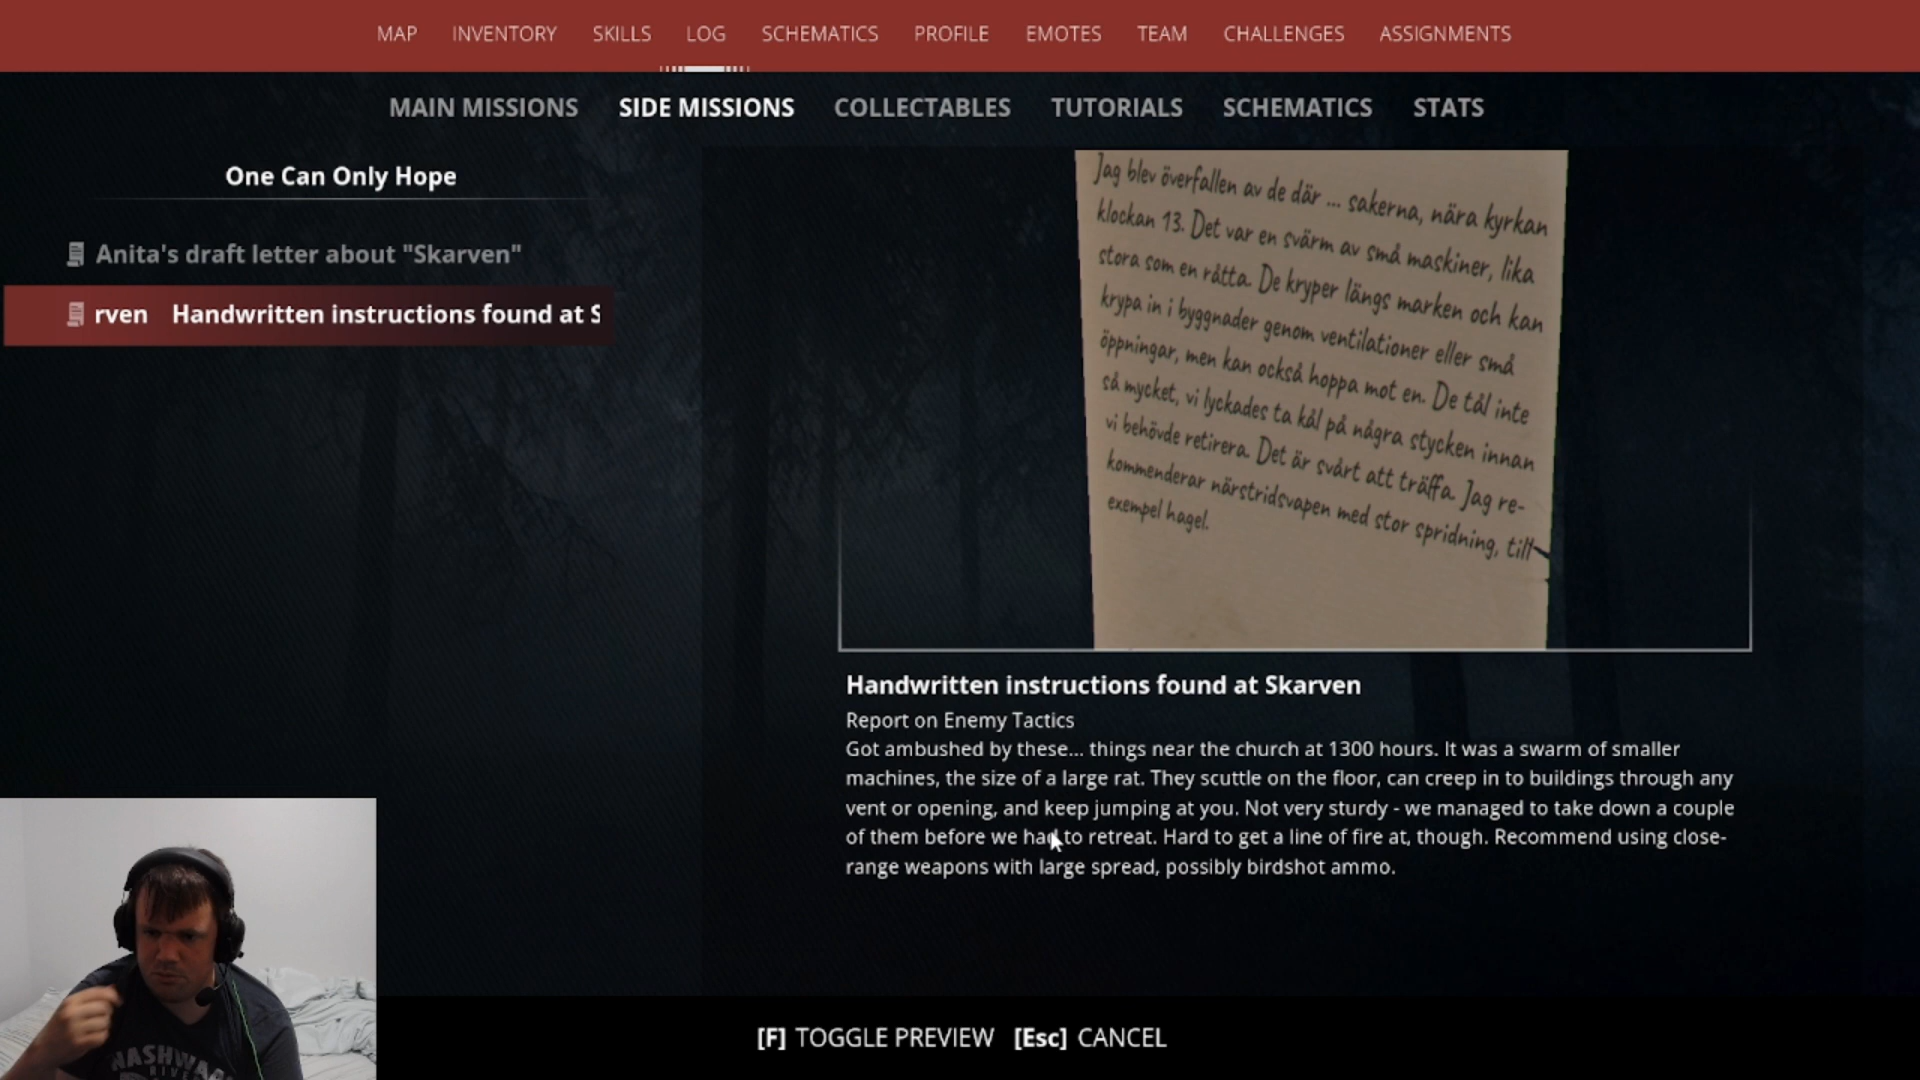 MAP INVENTORY SKILLS LOG SCHEMATICS PROFILE EMOTES TEAM CHALLENGES ASSIGNMENTS
MAIN MISSIONS SIDE MISSIONS COLLECTABLES TUTORIALS SCHEMATICS STATS
One Can Only Hope
Anita's draft letter about "Skarven"
rven Handwritten instructions found at S
Jag blev överfallen av de där ... sakerna, nära kyrkan
klockan 13. Det var en svärm av små maskiner, lika
stora som en råtta. De kryper längs marken och kan
krypa in i byggnader genom ventilationer eller små
öppningar, men kan också hoppa mot en. De tål inte
så mycket, vi lyckades ta kål på några stycken innan
vi behövde retirera. Det är svårt att träffa. Jag re-
kommenderar närstridsvapen med stor spridning, till
exempel hagel.
Handwritten instructions found at Skarven
Report on Enemy Tactics
Got ambushed by these... things near the church at 1300 hours. It was a swarm of smaller
machines, the size of a large rat. They scuttle on the floor, can creep in to buildings through any
vent or opening, and keep jumping at you. Not very sturdy - we managed to take down a couple
of them before we had to retreat. Hard to get a line of fire at, though. Recommend using close-
range weapons with large spread, possibly birdshot ammo.
[F] TOGGLE PREVIEW [Esc] CANCEL